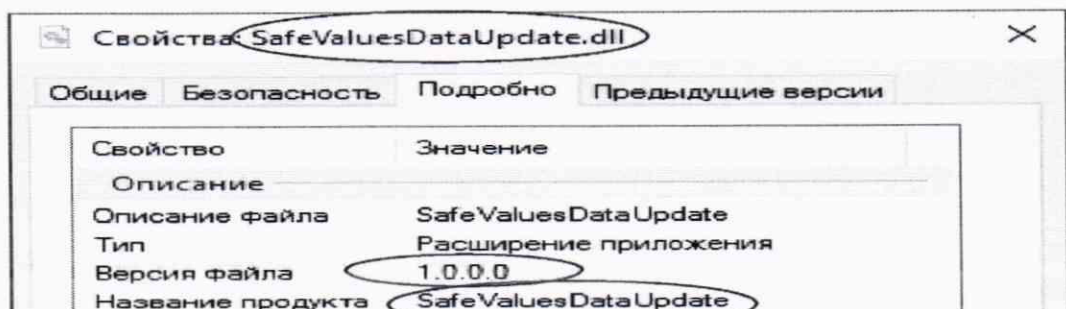 Свойства: SafeValuesDataUpdate.dll
Общие Безопасность Подробно Предыдущие версии
Свойство Значение
Описание
Описание файла SafeValuesDataUpdate
Тип Расширение приложения
Версия файла 1.0.0.0
Название продукта SafeValuesDataUpdate